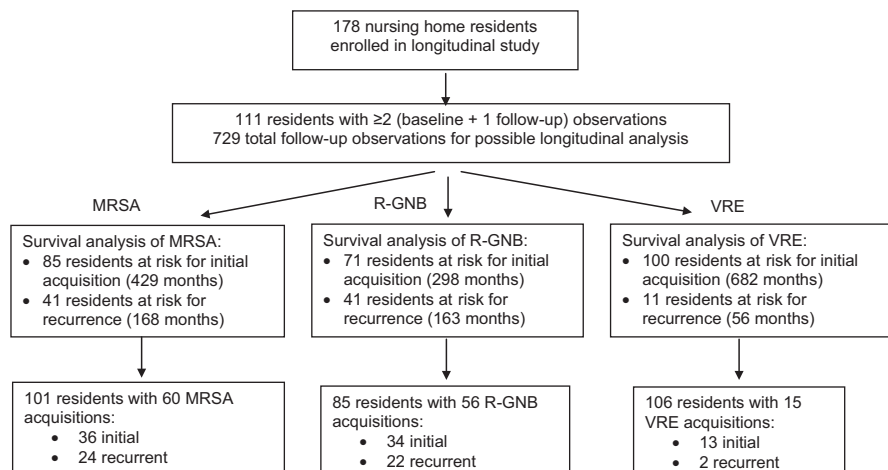 178 nursing home residents
enrolled in longitudinal study
111 residents with ≥2 (baseline + 1 follow-up) observations
729 total follow-up observations for possible longitudinal analysis
MRSA
Survival analysis of MRSA:
• 85 residents at risk for initial
acquisition (429 months)
• 41 residents at risk for
recurrence (168 months)
101 residents with 60 MRSA
acquisitions:
• 36 initial
• 24 recurrent
R-GNB
Survival analysis of R-GNB:
• 71 residents at risk for initial
acquisition (298 months)
• 41 residents at risk for
recurrence (163 months)
85 residents with 56 R-GNB
acquisitions:
• 34 initial
• 22 recurrent
VRE
Survival analysis of VRE:
• 100 residents at risk for initial
acquisition (682 months)
• 11 residents at risk for
recurrence (56 months)
106 residents with 15
VRE acquisitions:
• 13 initial
• 2 recurrent